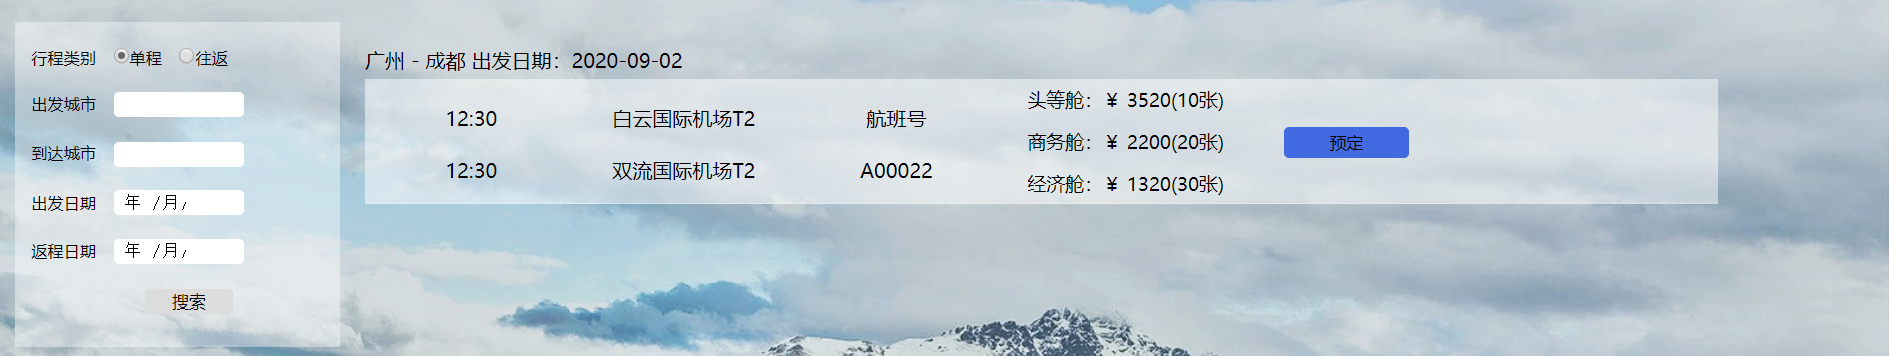 行程类别 单程 往返
出发城市
到达城市
出发日期 年 /月/
返程日期 年 /月/
搜索
广州 - 成都 出发日期：2020-09-02
12:30 白云国际机场T2 航班号
12:30 双流国际机场T2 A00022
头等舱：￥ 3520(10张)
商务舱：￥ 2200(20张)
经济舱：￥ 1320(30张)
预定